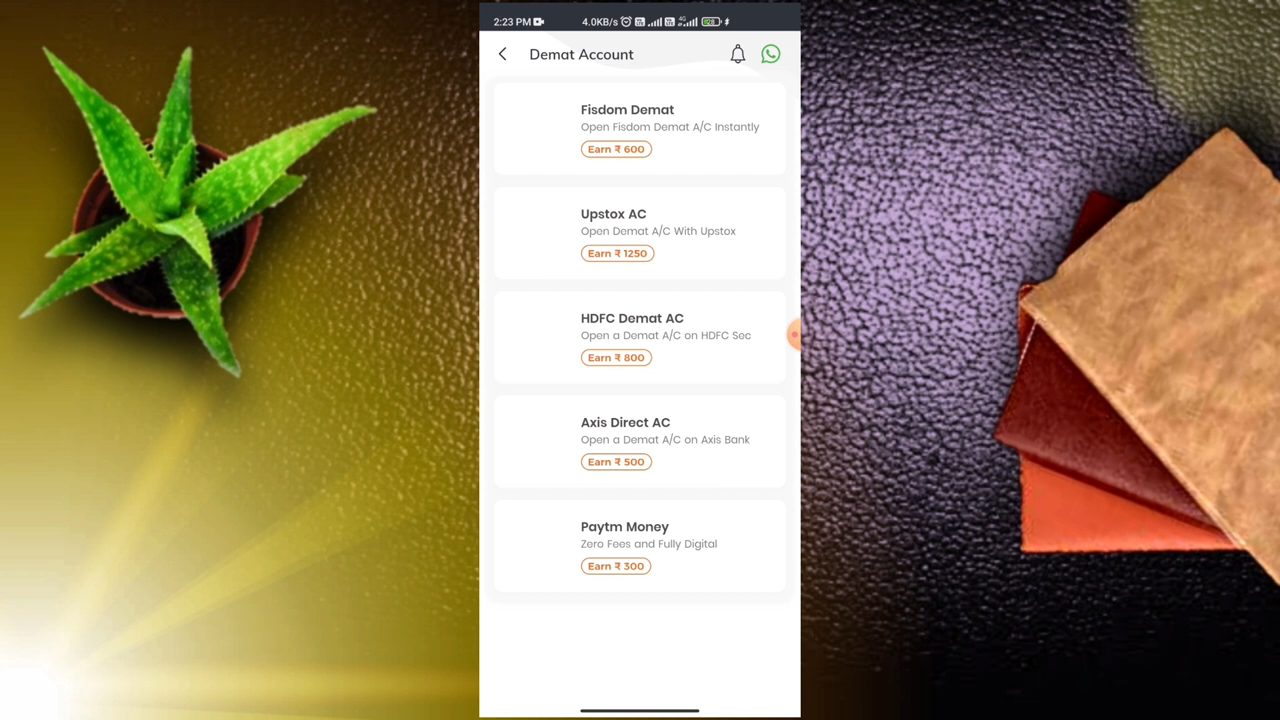 2:23 PM 4.0KB/s
Demat Account
Fisdom Demat
Open Fisdom Demat A/C Instantly
Earn ₹ 600
Upstox AC
Open Demat A/C With Upstox
Earn ₹ 1250
HDFC Demat AC
Open a Demat A/C on HDFC Sec
Earn ₹ 800
Axis Direct AC
Open a Demat A/C on Axis Bank
Earn ₹ 500
Paytm Money
Zero Fees and Fully Digital
Earn ₹ 300